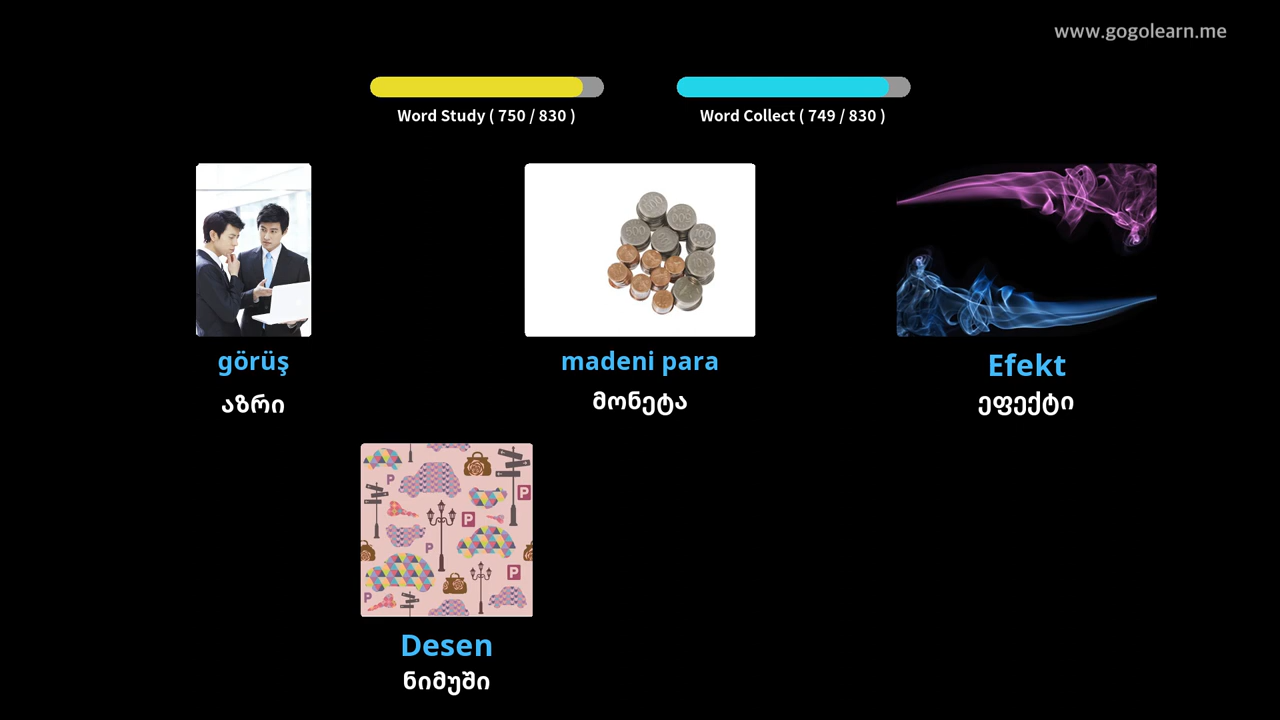 www.gogolearn.me
Word Study ( 750 / 830 )
Word Collect ( 749 / 830 )
görüş
აზრი
madeni para
მონეტა
Efekt
ეფექტი
Desen
ნიმუში